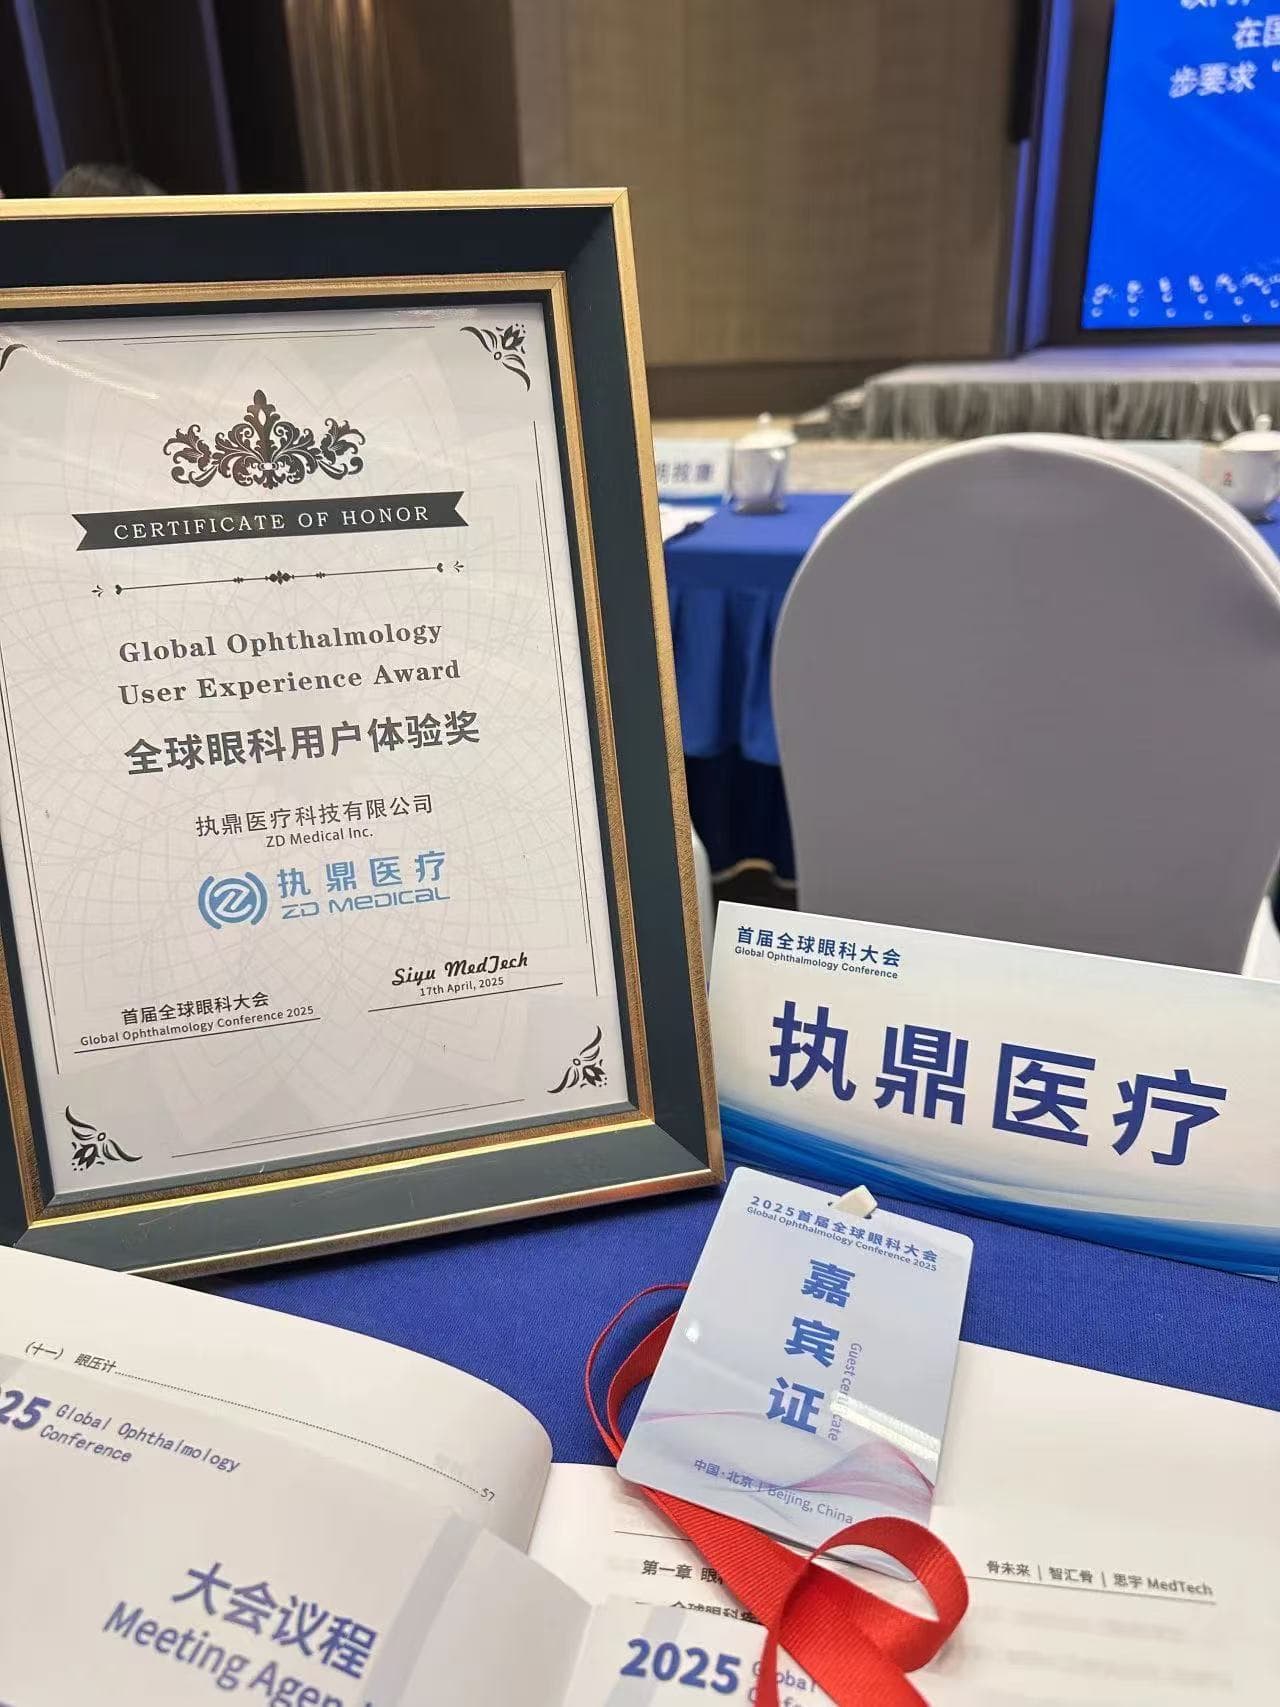 在国
步要求
CERTIFICATE OF HONOR
Global Ophthalmology
User Experience Award
全球眼科用户体验奖
执鼎医疗科技有限公司
ZD Medical Inc.
执鼎医疗
ZD MEDICAL
首届全球眼科大会
Global Ophthalmology Conference 2025
Siyu MedTech
17th April, 2025
首届全球眼科大会
Global Ophthalmology Conference
执鼎医疗
2025首届全球眼科大会
Global Ophthalmology Conference 2025
嘉宾证
Guest certificate
中国·北京 | Beijing, China
(十一) 眼压计
57
Global Ophthalmology
Conference
大会议程
Meeting
第一章
骨未来 | 智汇骨 | 思宇 MedTech
2025